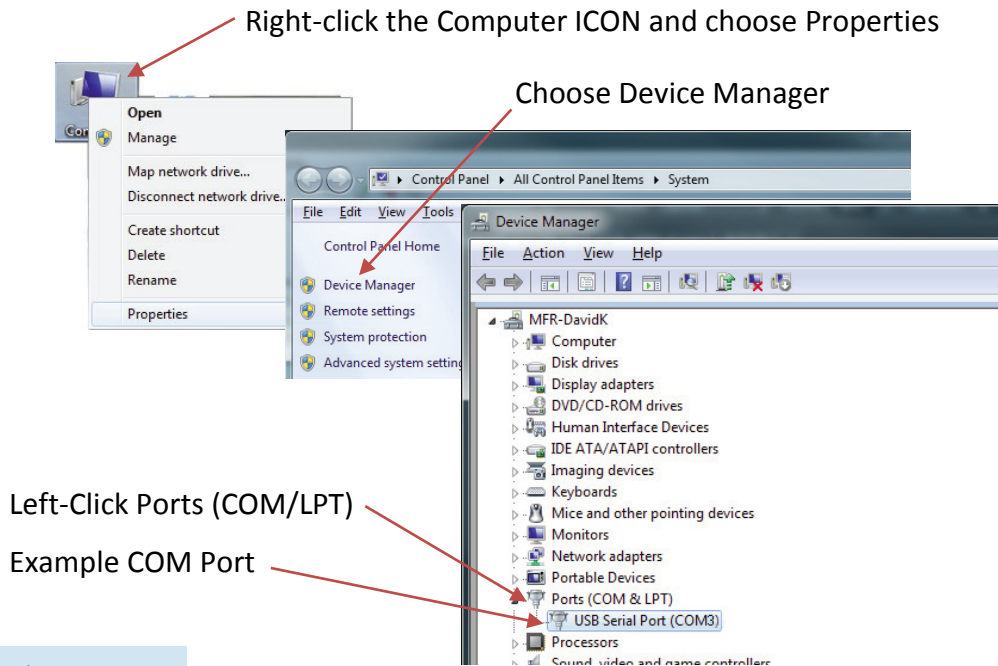 Right-click the Computer ICON and choose Properties
Choose Device Manager
Open
Manage
Map network drive...
Disconnect network drive..
Create shortcut
Delete
Rename
Properties
Control Panel ▸ All Control Panel Items ▸ System
File Edit View Tools
Control Panel Home
Device Manager
Remote settings
System protection
Advanced system setting
Device Manager
File Action View Help
MFR-DavidK
Computer
Disk drives
Display adapters
DVD/CD-ROM drives
Human Interface Devices
IDE ATA/ATAPI controllers
Imaging devices
Keyboards
Mice and other pointing devices
Monitors
Network adapters
Portable Devices
Ports (COM & LPT)
USB Serial Port (COM3)
Processors
Sound, video and game controllers
Left-Click Ports (COM/LPT)
Example COM Port